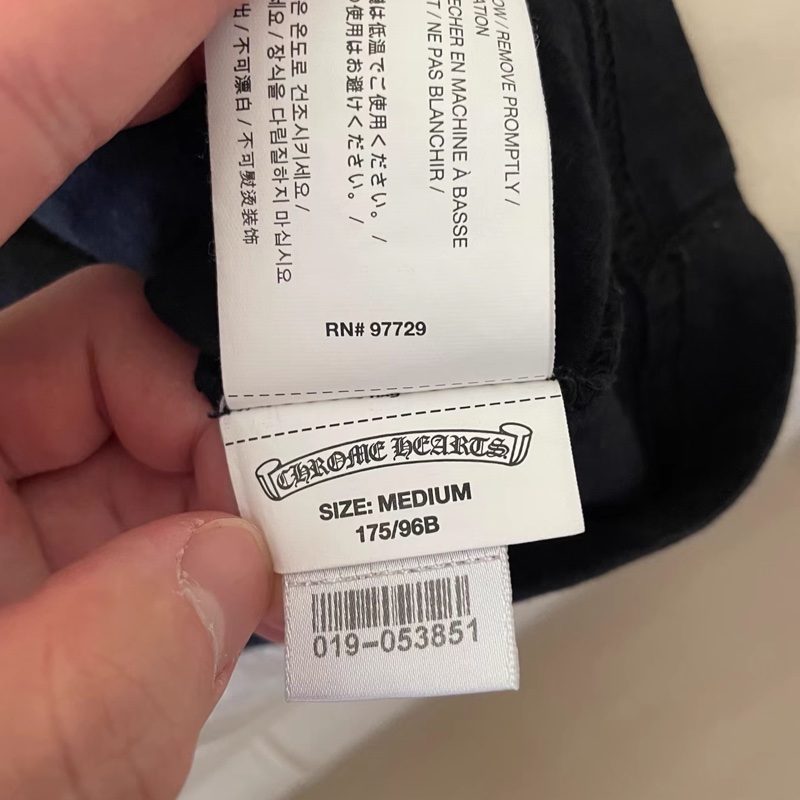 OW / REMOVE PROMPTLY /
ATION
ECHER EN MACHINE À BASSE
T / NE PAS BLANCHIR /
は低温でご使用ください。 /
使用はお避けください。 /
은 온도로 건조시키세요 /
세요 / 장식을 다림질하지 마십시오
出 / 不可漂白 / 不可熨烫装饰
RN# 97729
CHROME HEARTS
SIZE: MEDIUM
175/96B
019-053851